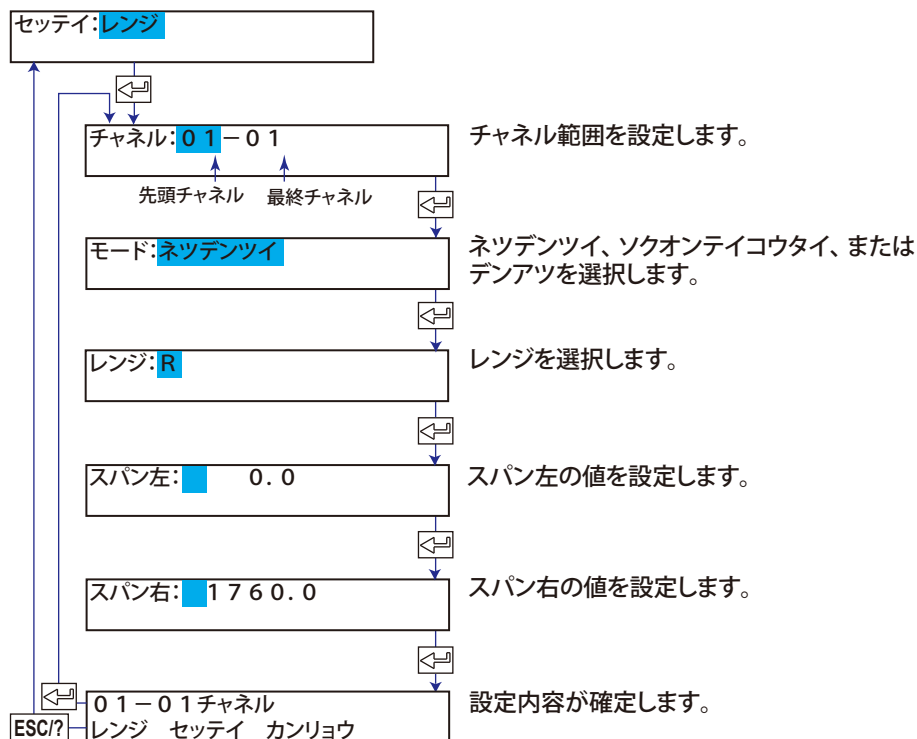 セッテイ：レンジ
チャネル：０１－０１
チャネル範囲を設定します。
先頭チャネル 最終チャネル
モード：ネツデンツイ
ネツデンツイ、ソクオンテイコウタイ、または
デンアツを選択します。
レンジ：R
レンジを選択します。
スパン左： ０.０
スパン左の値を設定します。
スパン右： １７６０.０
スパン右の値を設定します。
０１－０１チャネル
レンジ セッテイ カンリョウ
設定内容が確定します。
ESC/?